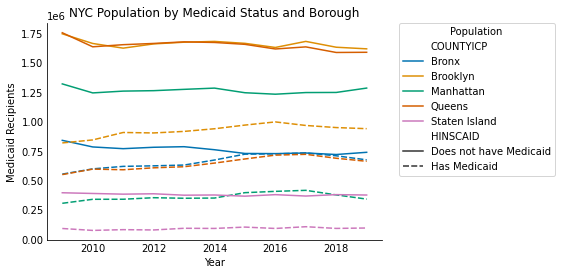 NYC Population by Medicaid Status and Borough
1e6
1.75
1.50
1.25
1.00
0.75
0.50
0.25
0.00
Medicaid Recipients
2010
2012
2014
2016
2018
Year
Population
COUNTYICP
Bronx
Brooklyn
Manhattan
Queens
Staten Island
HINSCAID
Does not have Medicaid
Has Medicaid